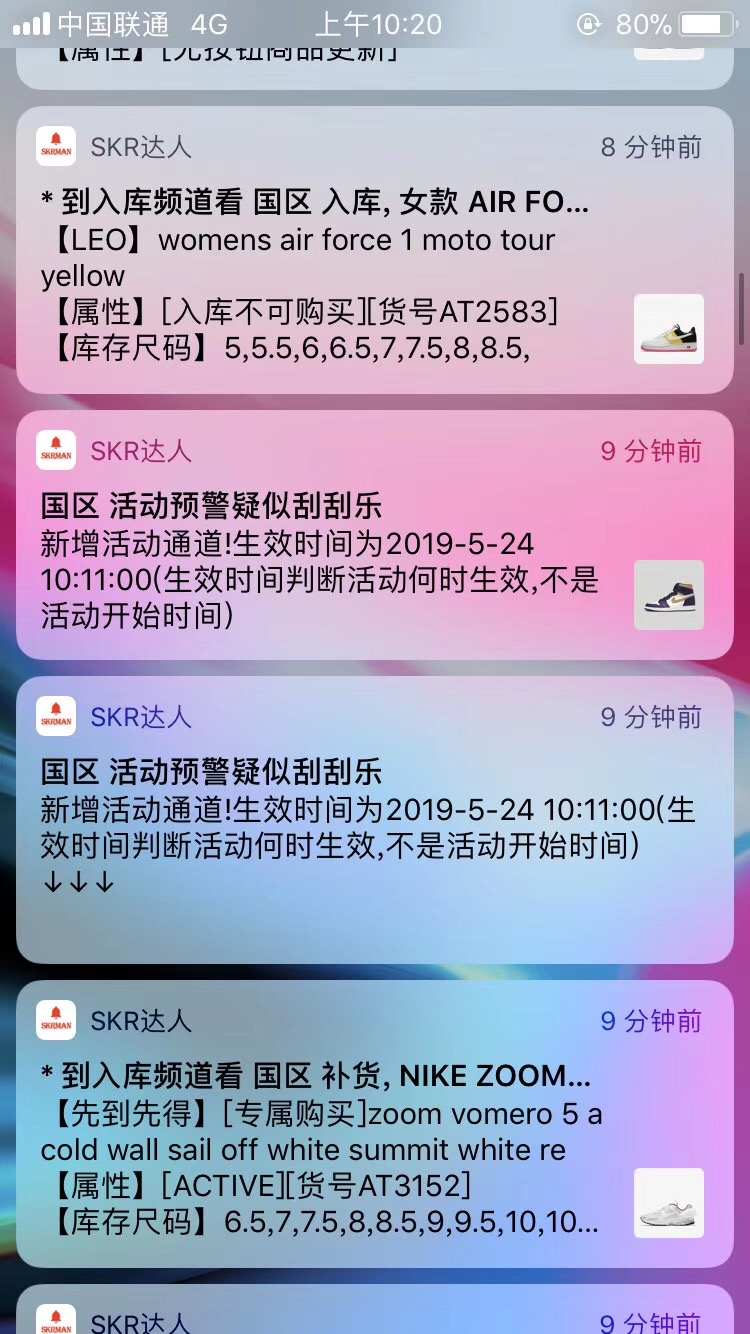 中国联通 4G 上午10:20 80%
【属性】[无按钮商品更新]
SKRMAN SKR达人 8 分钟前
* 到入库频道看 国区 入库, 女款 AIR FO...
【LEO】womens air force 1 moto tour
yellow
【属性】[入库不可购买][货号AT2583]
【库存尺码】5,5.5,6,6.5,7,7.5,8,8.5,
SKRMAN SKR达人 9 分钟前
国区 活动预警疑似刮刮乐
新增活动通道!生效时间为2019-5-24
10:11:00(生效时间判断活动何时生效,不是
活动开始时间)
SKRMAN SKR达人 9 分钟前
国区 活动预警疑似刮刮乐
新增活动通道!生效时间为2019-5-24 10:11:00(生
效时间判断活动何时生效,不是活动开始时间)
↓↓↓
SKRMAN SKR达人 9 分钟前
* 到入库频道看 国区 补货, NIKE ZOOM...
【先到先得】[专属购买]zoom vomero 5 a
cold wall sail off white summit white re
【属性】[ACTIVE][货号AT3152]
【库存尺码】6.5,7,7.5,8,8.5,9,9.5,10,10...
SKRMAN SKR达人 9 分钟前